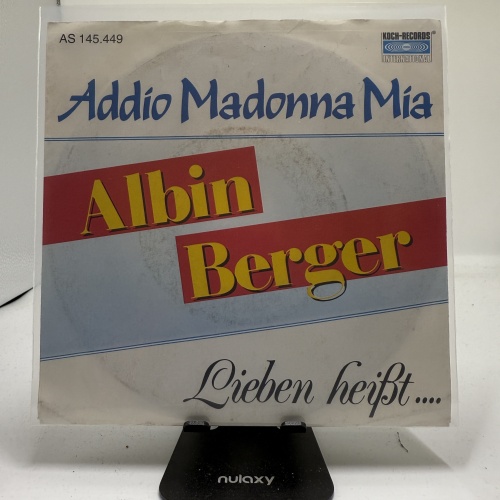 AS 145.449
KOCH-RECORDS
INTERNATIONAL
Addio Madonna Mia
Albin
Berger
Lieben heißt....
nulaxy